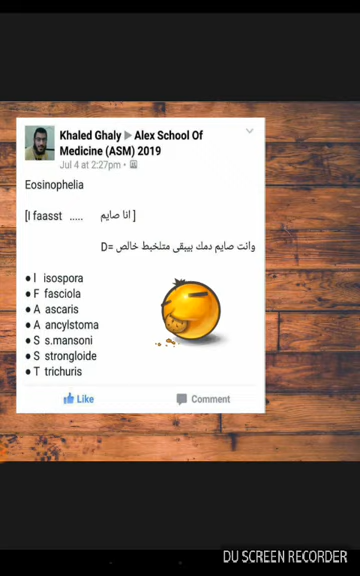 Khaled Ghaly ▶ Alex School Of
Medicine (ASM) 2019
Jul 4 at 2:27pm •
Eosinophelia
[I faasst ..... انا صايم ]
وانت صايم دمك بيبقى متلخبط خالص =D
• I isospora
• F fasciola
• A ascaris
• A ancylstoma
• S s.mansoni
• S strongloide
• T trichuris
Like
Comment
DU SCREEN RECORDER